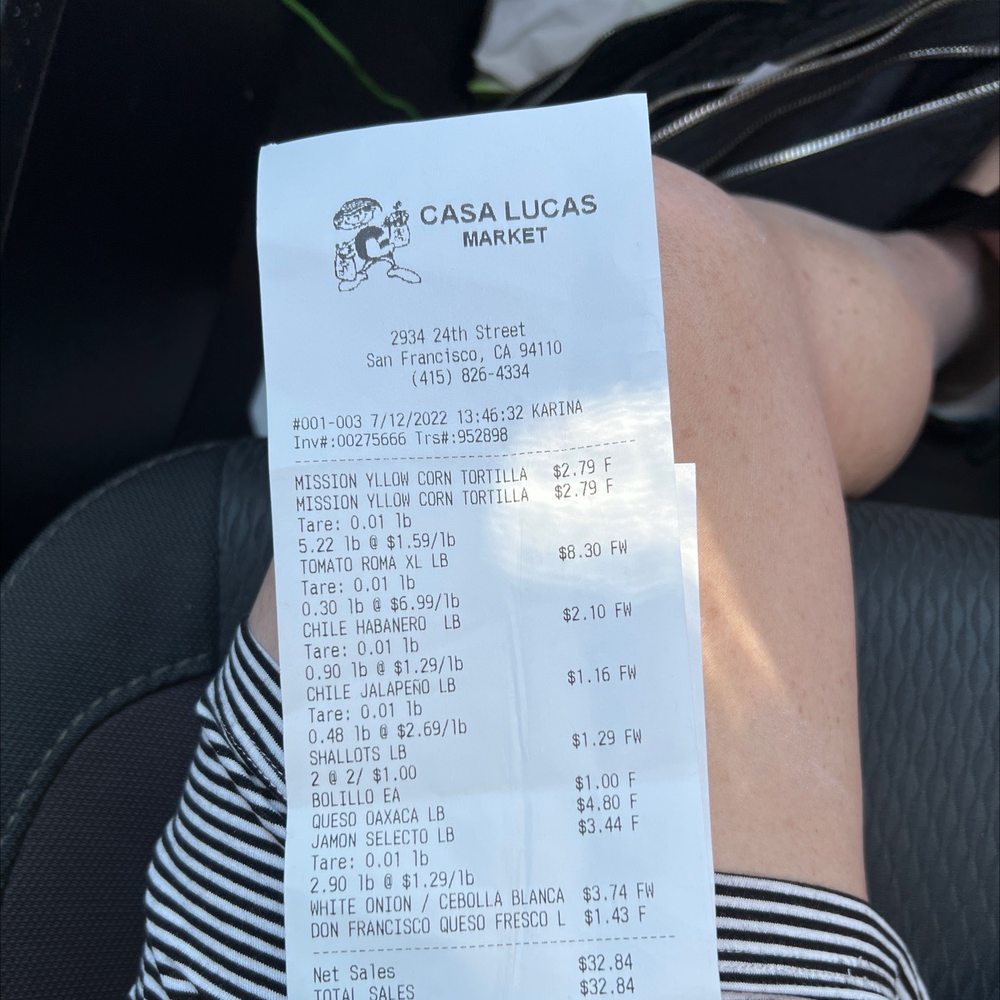 CASA LUCAS
MARKET
2934 24th Street
San Francisco, CA 94110
(415) 826-4334
#001-003 7/12/2022 13:46:32 KARINA
Inv#:00275666 Trs#:952898
MISSION YLLOW CORN TORTILLA $2.79 F
MISSION YLLOW CORN TORTILLA $2.79 F
Tare: 0.01 lb
5.22 lb @ $1.59/lb
TOMATO ROMA XL LB $8.30 FW
Tare: 0.01 lb
0.30 lb @ $6.99/lb
CHILE HABANERO LB $2.10 FW
Tare: 0.01 lb
0.90 lb @ $1.29/lb
CHILE JALAPEÑO LB $1.16 FW
Tare: 0.01 lb
0.48 lb @ $2.69/lb
SHALLOTS LB $1.29 FW
2 @ 2/ $1.00
BOLILLO EA $1.00 F
QUESO OAXACA LB $4.80 F
JAMON SELECTO LB $3.44 F
Tare: 0.01 lb
2.90 lb @ $1.29/lb
WHITE ONION / CEBOLLA BLANCA $3.74 FW
DON FRANCISCO QUESO FRESCO L $1.43 F
Net Sales $32.84
TOTAL SALES $32.84